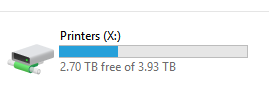 Printers (X:)
2.70 TB free of 3.93 TB